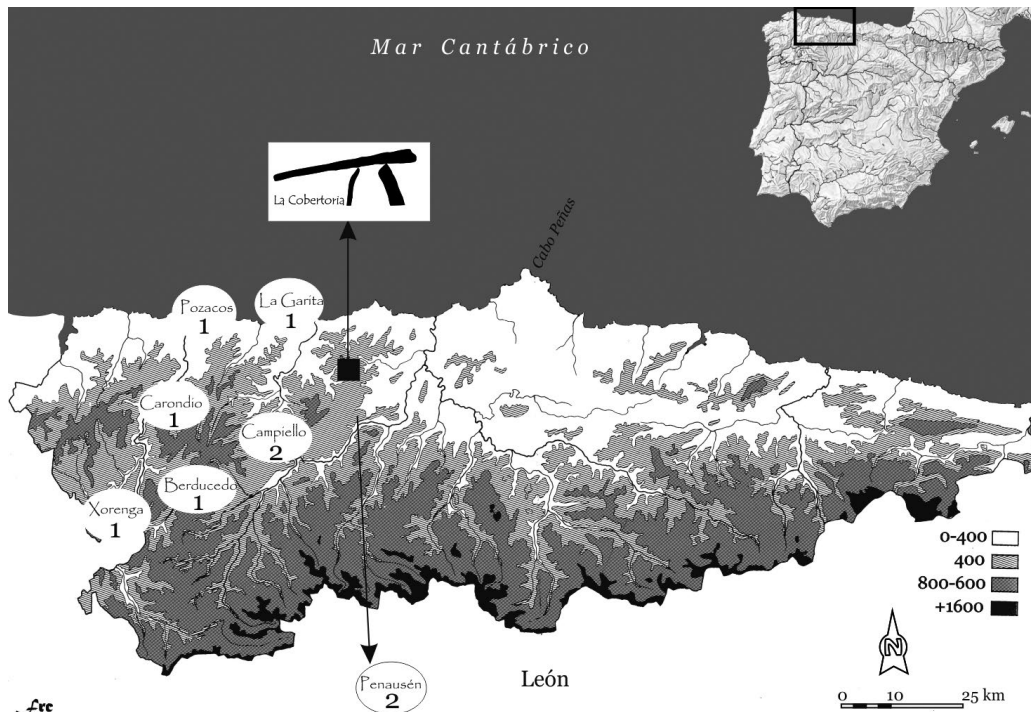 Mar Cantábrico
La Cobertoria
Cabo Peñas
Pozacos
1
La Garita
1
Carondio
1
Campiello
2
Berducedo
1
Xorenga
1
0-400
400
800-600
+1600
N
Penausén
2
León
0 10 25 km